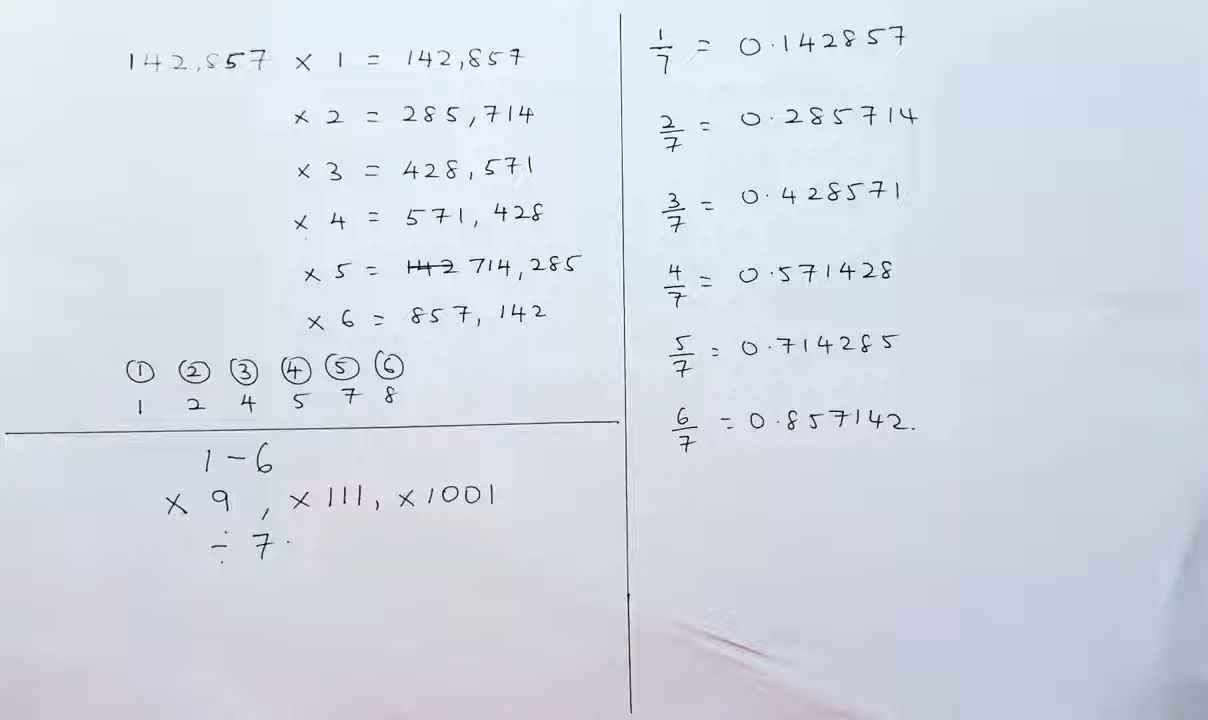 142,857 × 1 = 142,857
× 2 = 285,714
× 3 = 428,571
× 4 = 571,428
× 5 = 142 714,285
× 6 = 857,142
① ② ③ ④ ⑤ ⑥
1 2 4 5 7 8
1 - 6
× 9, × 111, × 1001
÷ 7.
1/7 = 0.142857
2/7 = 0.285714
3/7 = 0.428571
4/7 = 0.571428
5/7 = 0.714285
6/7 = 0.857142.